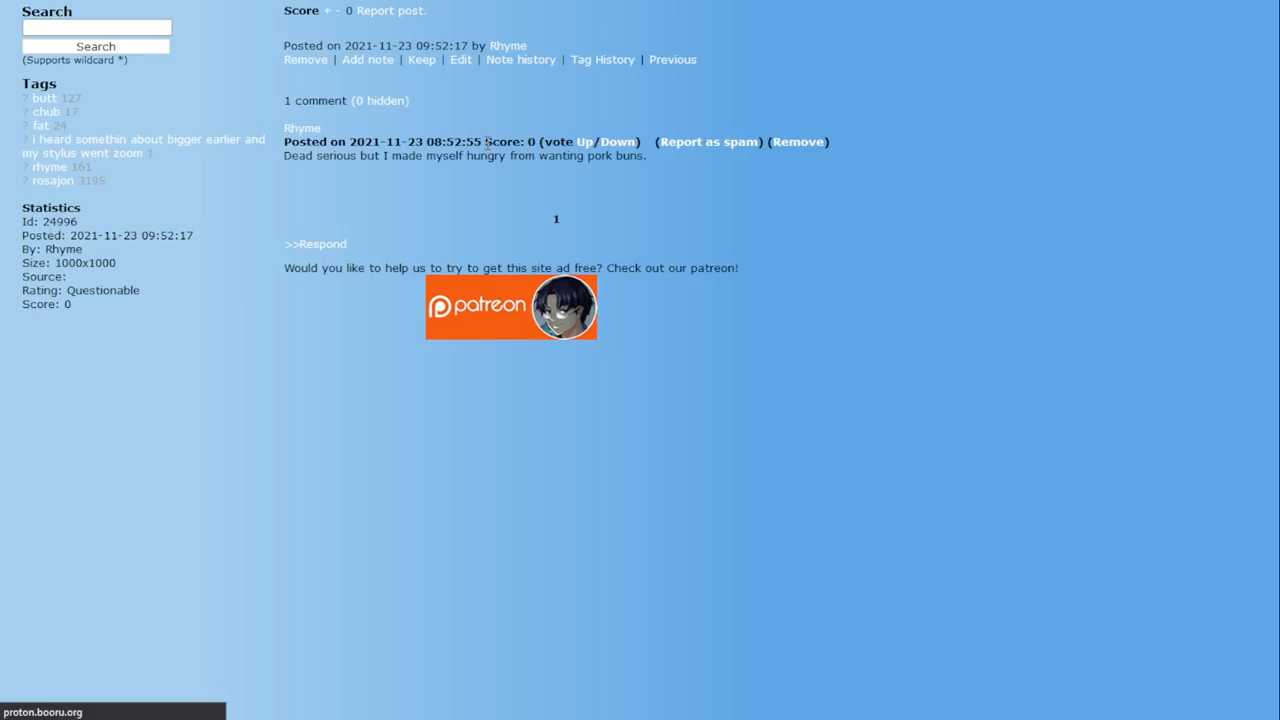 Search
Search
(Supports wildcard *)
Tags
? butt 127
? chub 17
? fat 24
? i heard somethin about bigger earlier and
my stylus went zoom 1
? rhyme 161
? rosajon 3195
Statistics
Id: 24996
Posted: 2021-11-23 09:52:17
By: Rhyme
Size: 1000x1000
Source:
Rating: Questionable
Score: 0
Score + - 0 Report post.
Posted on 2021-11-23 09:52:17 by Rhyme
Remove | Add note | Keep | Edit | Note history | Tag History | Previous
1 comment (0 hidden)
Rhyme
Posted on 2021-11-23 08:52:55 Score: 0 (vote Up/Down) (Report as spam) (Remove)
Dead serious but I made myself hungry from wanting pork buns.
1
>>Respond
Would you like to help us to try to get this site ad free? Check out our patreon!
patreon
proton.booru.org